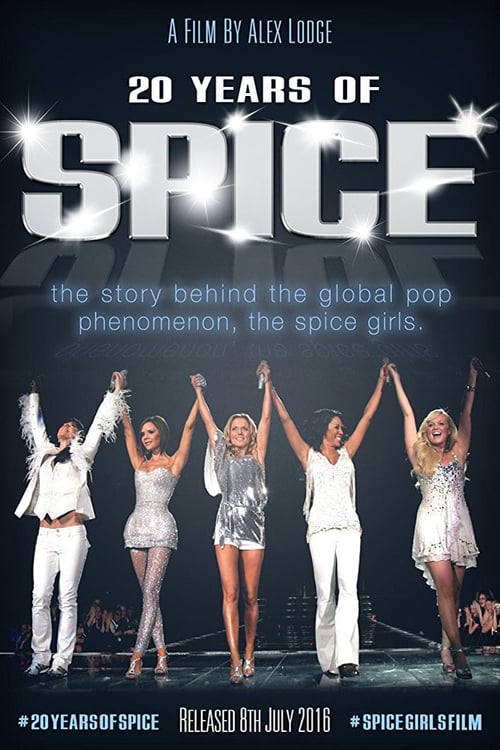 A Film By Alex Lodge
20 YEARS OF
SPICE
the story behind the global pop
phenomenon, the spice girls.
#20YEARSOFSPICE Released 8th July 2016 #SPICEGIRLSFILM